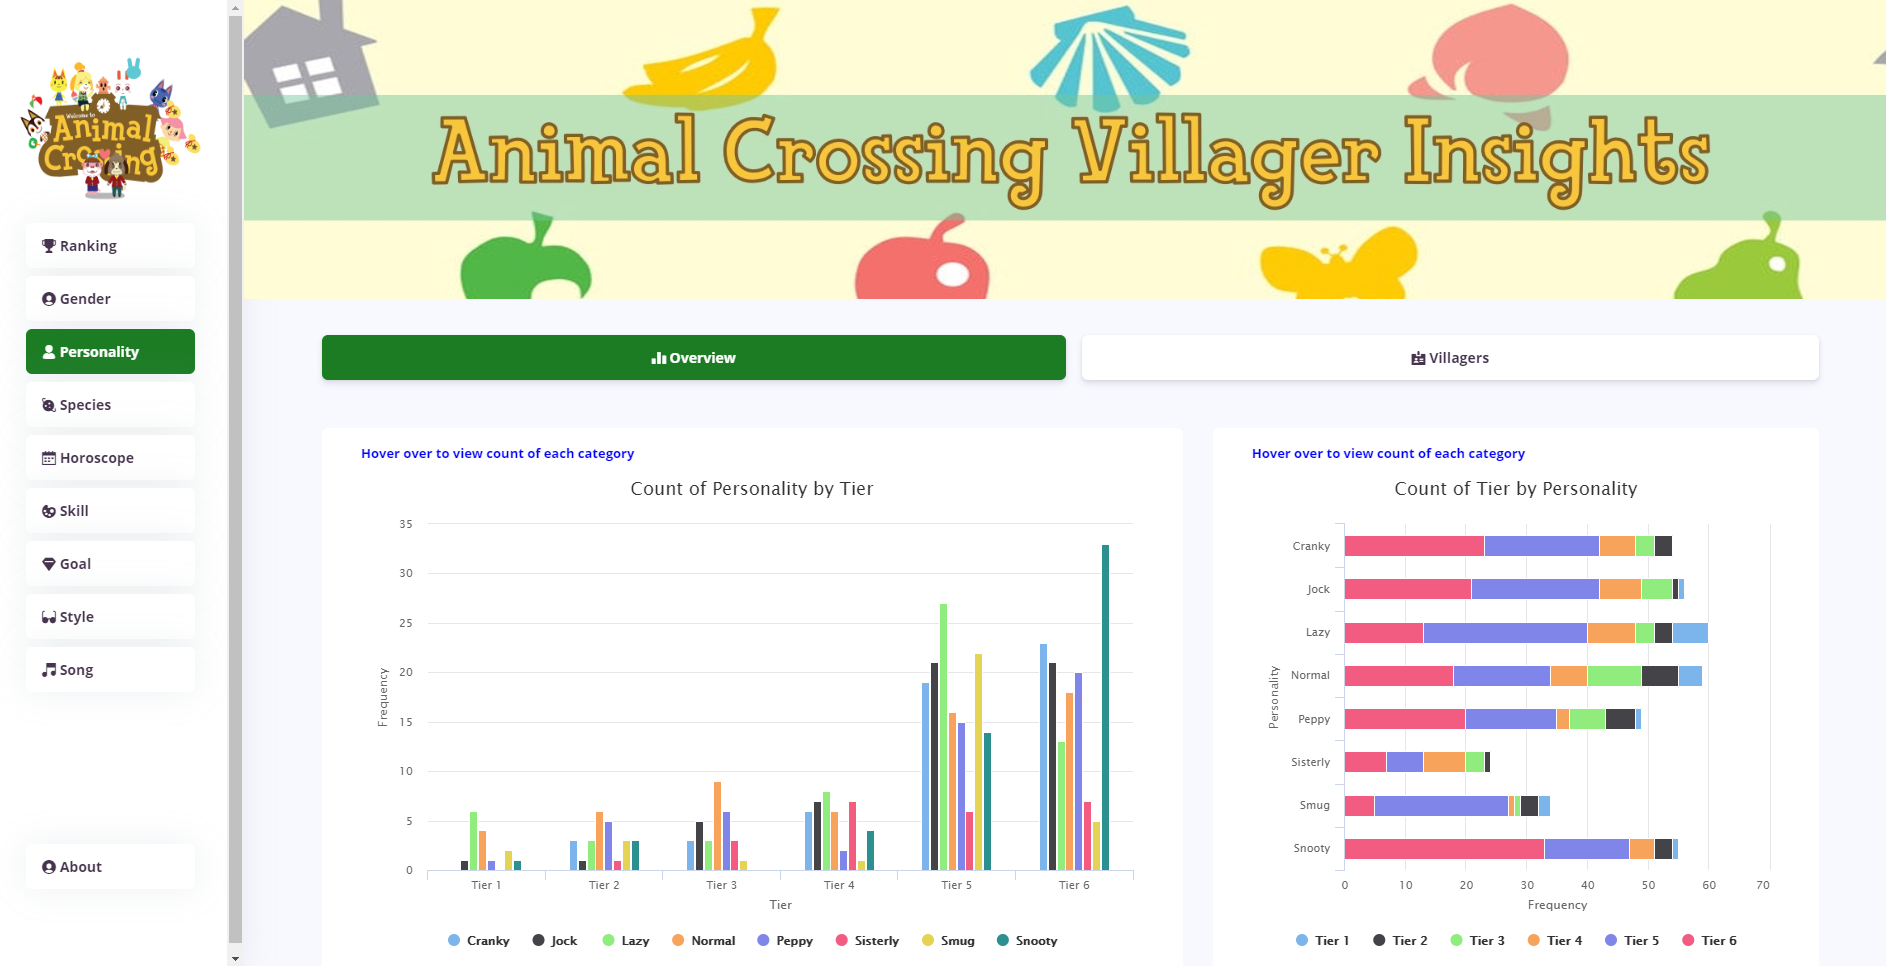 Welcome to
Animal
Crossing
Ranking
Gender
Personality
Species
Horoscope
Skill
Goal
Style
Song
About
Animal Crossing Villager Insights
Overview
Villagers
Hover over to view count of each category
Count of Personality by Tier
35
30
25
20
15
10
5
0
Frequency
Tier 1 Tier 2 Tier 3 Tier 4 Tier 5 Tier 6
Tier
Cranky Jock Lazy Normal Peppy Sisterly Smug Snooty
Hover over to view count of each category
Count of Tier by Personality
Personality
Cranky
Jock
Lazy
Normal
Peppy
Sisterly
Smug
Snooty
0 10 20 30 40 50 60 70
Frequency
Tier 1 Tier 2 Tier 3 Tier 4 Tier 5 Tier 6